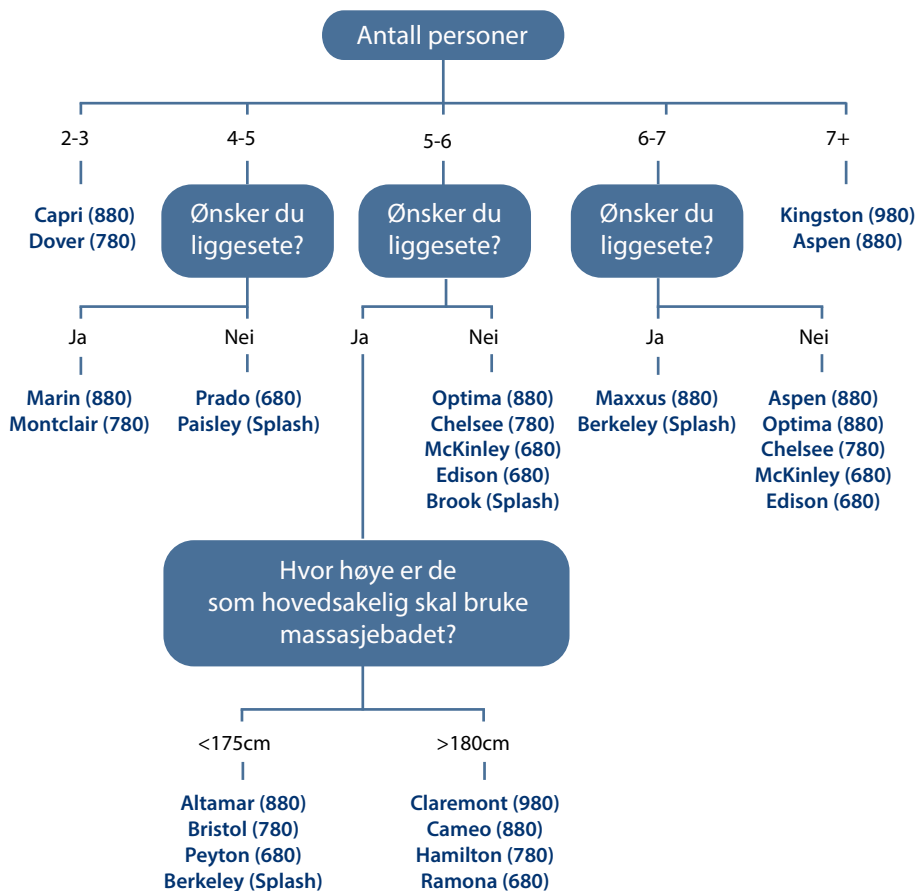 Antall personer
2-3
4-5
5-6
6-7
7+
Capri (880)
Dover (780)
Ønsker du
liggesete?
Ønsker du
liggesete?
Ønsker du
liggesete?
Kingston (980)
Aspen (880)
Ja
Nei
Ja
Nei
Ja
Nei
Marin (880)
Montclair (780)
Prado (680)
Paisley (Splash)
Optima (880)
Chelsee (780)
McKinley (680)
Edison (680)
Brook (Splash)
Maxxus (880)
Berkeley (Splash)
Aspen (880)
Optima (880)
Chelsee (780)
McKinley (680)
Edison (680)
Hvor høye er de
som hovedsakelig skal bruke
massasjebadet?
<175cm
>180cm
Altamar (880)
Bristol (780)
Peyton (680)
Berkeley (Splash)
Claremont (980)
Cameo (880)
Hamilton (780)
Ramona (680)